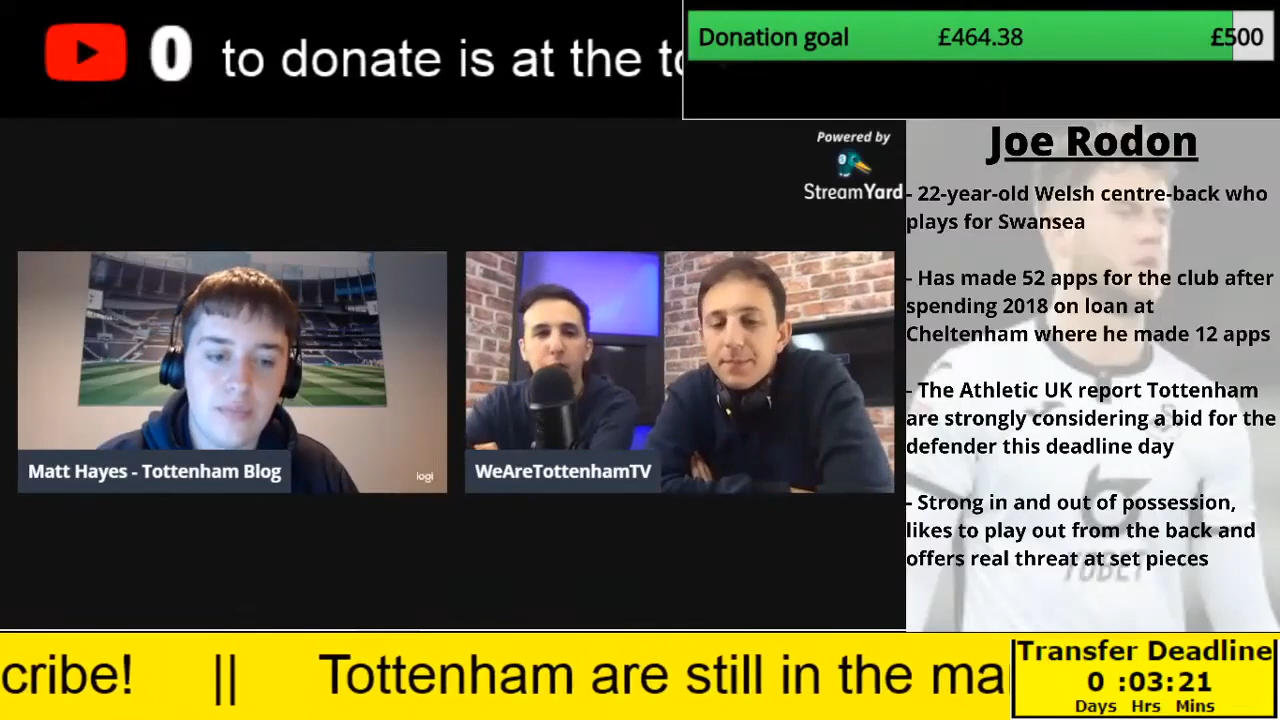 0 to donate is at the to
Donation goal £464.38 £500
Powered by
StreamYard
Joe Rodon
- 22-year-old Welsh centre-back who
plays for Swansea
- Has made 52 apps for the club after
spending 2018 on loan at
Cheltenham where he made 12 apps
- The Athletic UK report Tottenham
are strongly considering a bid for the
defender this deadline day
- Strong in and out of possession,
likes to play out from the back and
offers real threat at set pieces
YOBET
Matt Hayes - Tottenham Blog
logi
WeAreTottenhamTV
cribe! || Tottenham are still in the ma
Transfer Deadline
0 :03:21
Days Hrs Mins